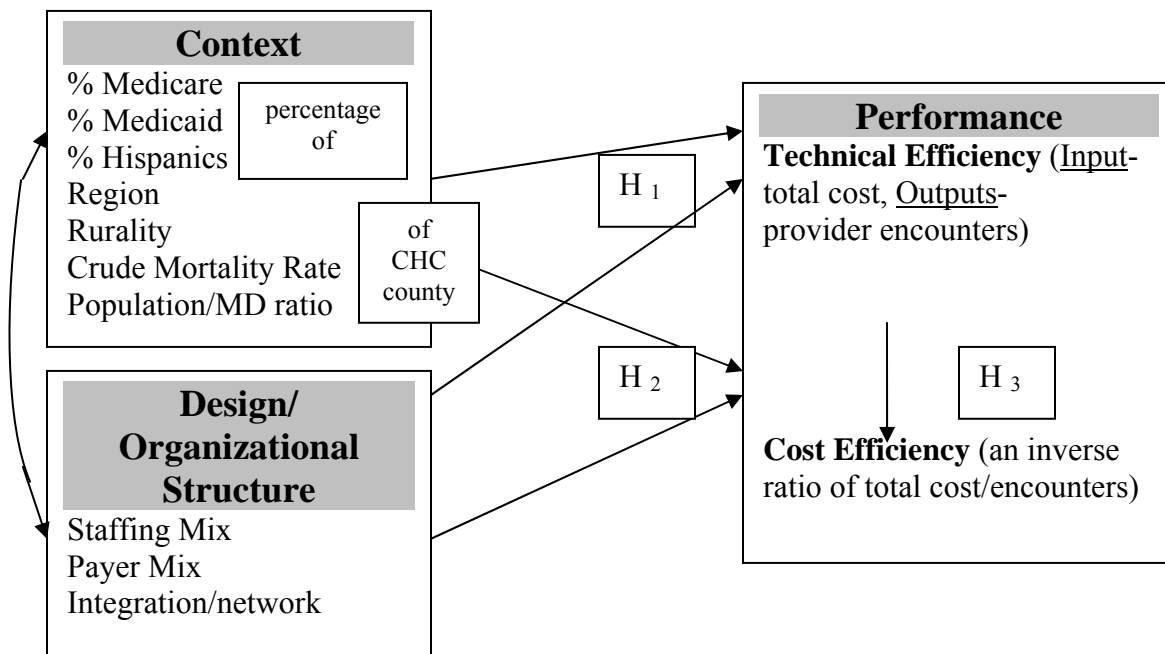 Context
% Medicare
% Medicaid
% Hispanics
Region
Rurality
Crude Mortality Rate
Population/MD ratio
percentage
of
of
CHC
county
Design/
Organizational
Structure
Staffing Mix
Payer Mix
Integration/network
H 1
H 2
Performance
Technical Efficiency (Input-
total cost, Outputs-
provider encounters)
H 3
Cost Efficiency (an inverse
ratio of total cost/encounters)